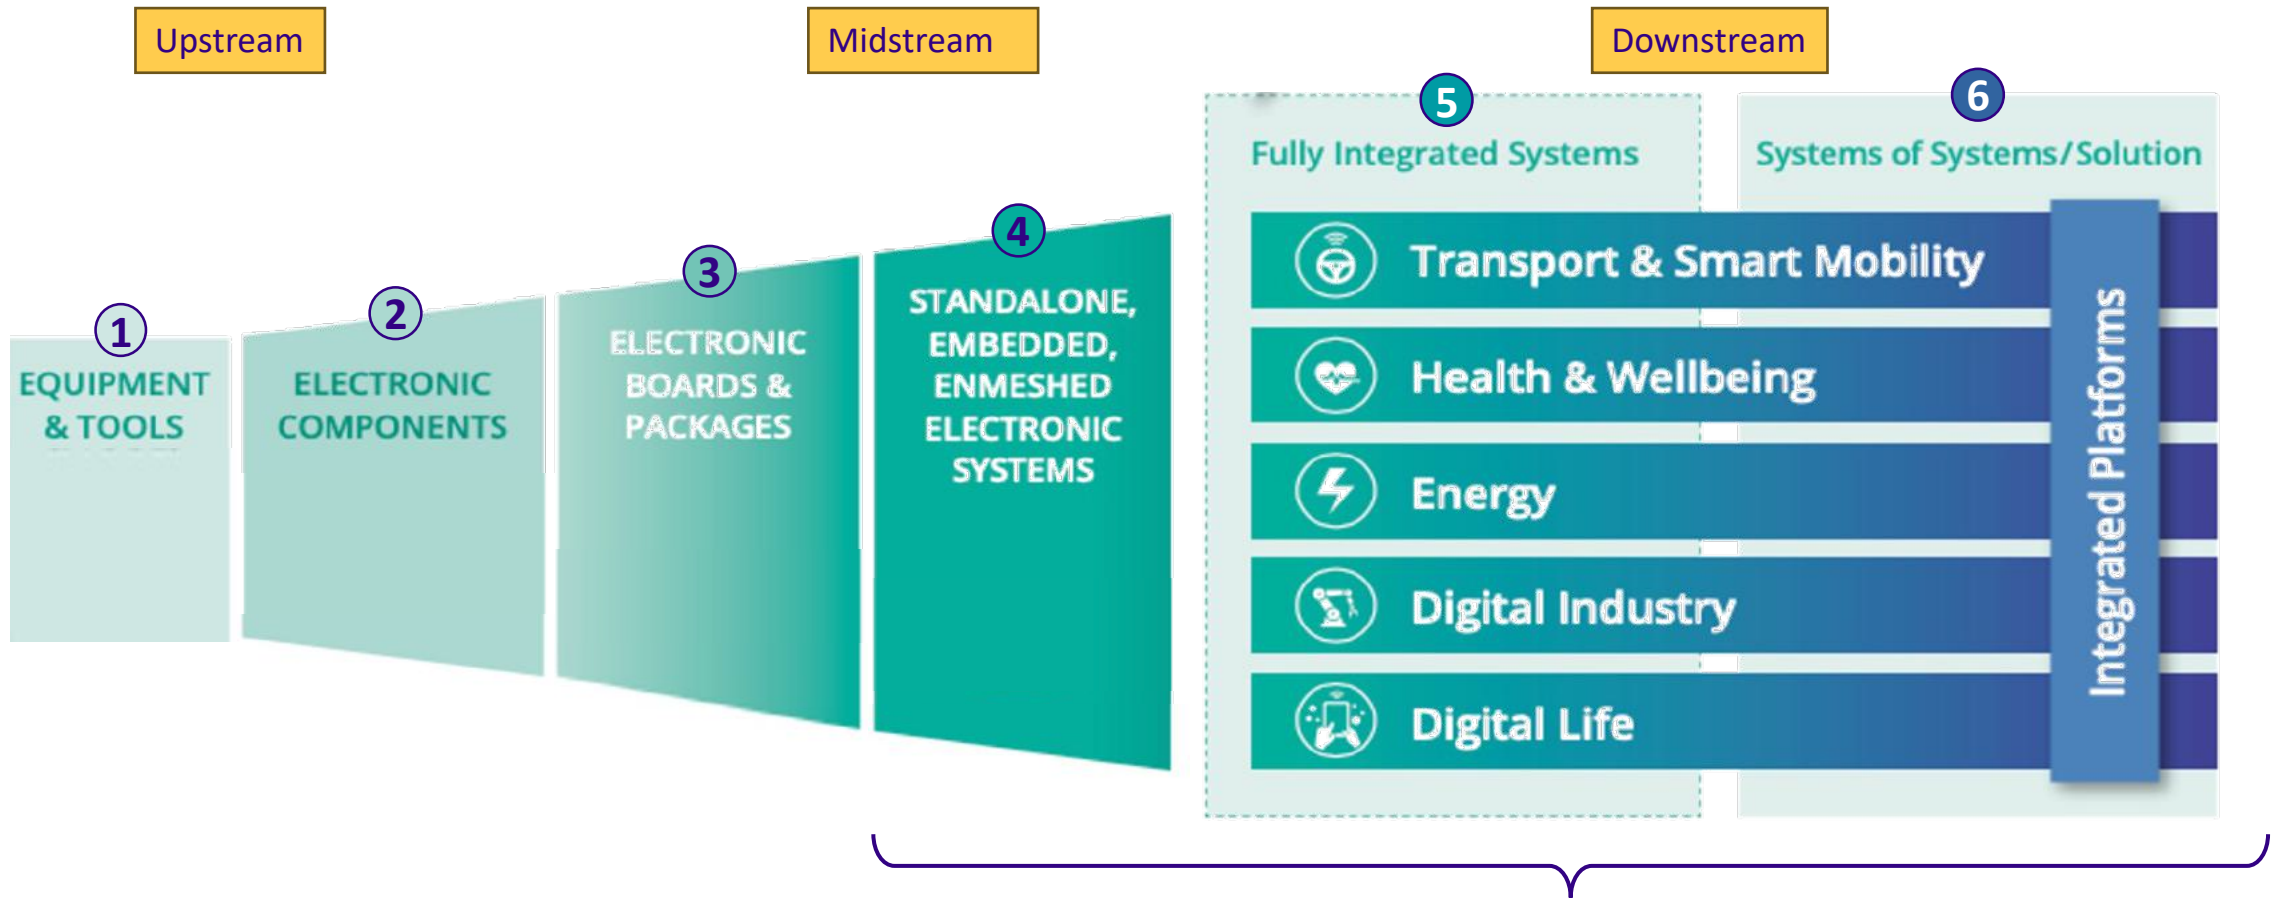 Upstream
Midstream
Downstream
1
EQUIPMENT
& TOOLS
2
ELECTRONIC
COMPONENTS
3
ELECTRONIC
BOARDS &
PACKAGES
4
STANDALONE,
EMBEDDED,
ENMESHED
ELECTRONIC
SYSTEMS
5
Fully Integrated Systems
6
Systems of Systems/Solution
Transport & Smart Mobility
Health & Wellbeing
Energy
Digital Industry
Digital Life
Integrated Platforms